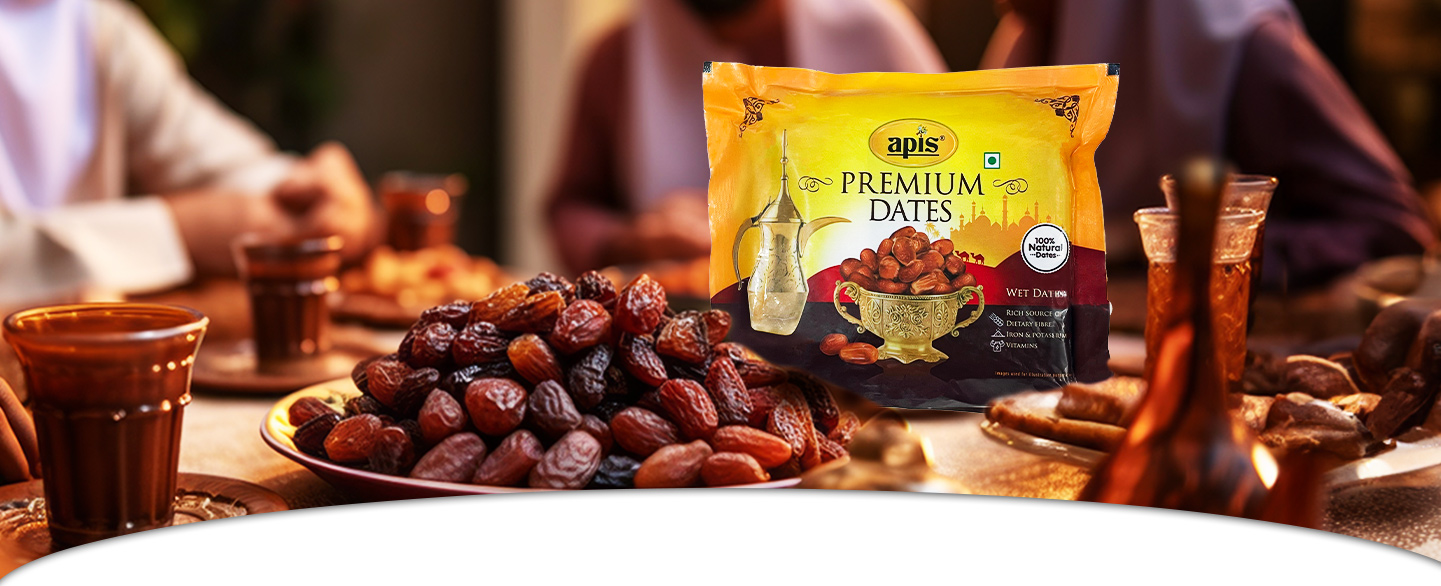 apis®
PREMIUM
DATES
100%
Natural
Dates
WET DATES
RICH SOURCE O
DIETARY FIBRE,
IRON & POTASSIUM
VITAMINS